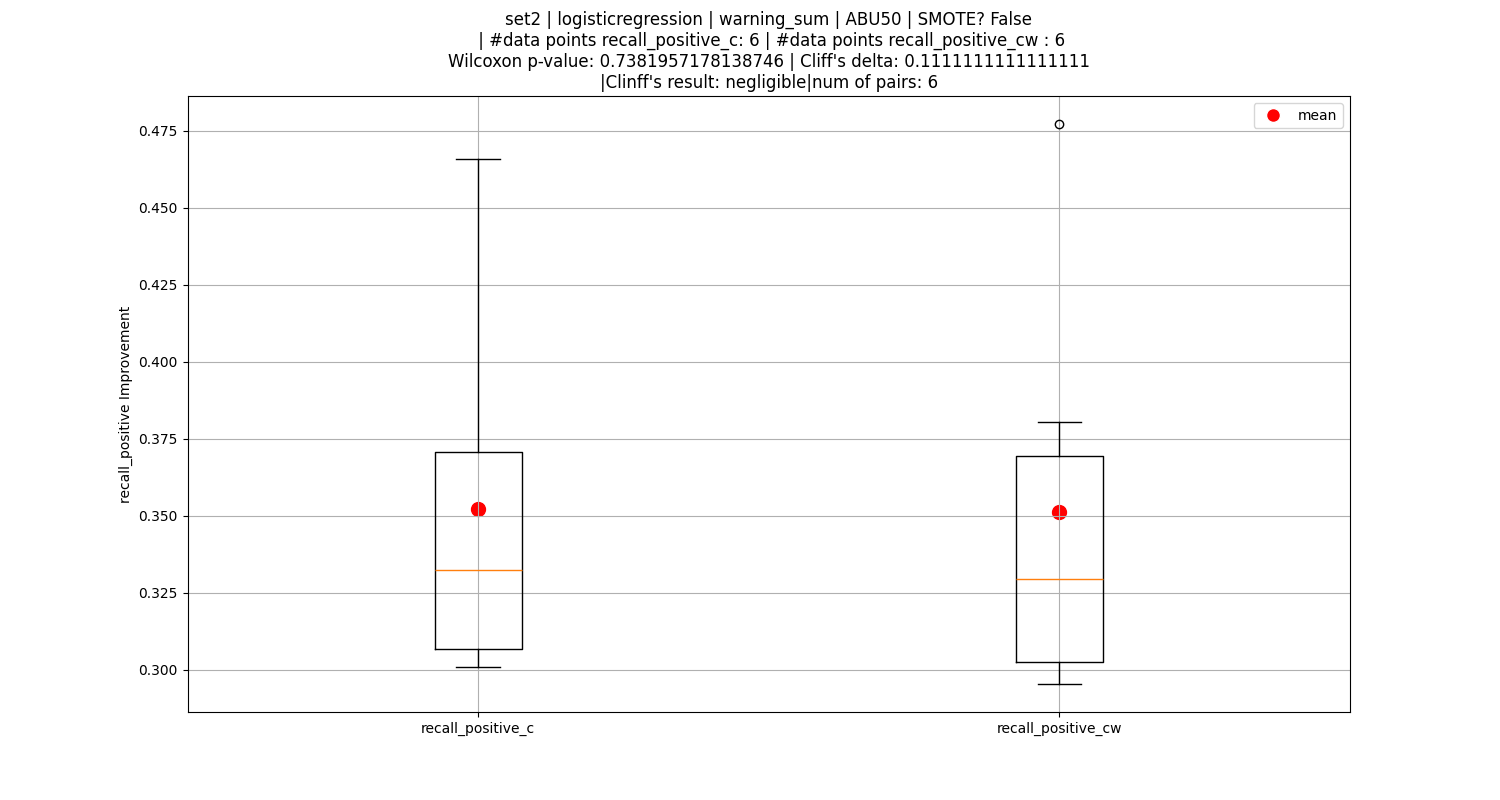 set2 | logisticregression | warning_sum | ABU50 | SMOTE? False
| #data points recall_positive_c: 6 | #data points recall_positive_cw : 6
Wilcoxon p-value: 0.7381957178138746 | Cliff's delta: 0.1111111111111111
|Clinff's result: negligible|num of pairs: 6
mean
0.475
0.450
0.425
0.400
0.375
0.350
0.325
0.300
recall_positive Improvement
recall_positive_c
recall_positive_cw